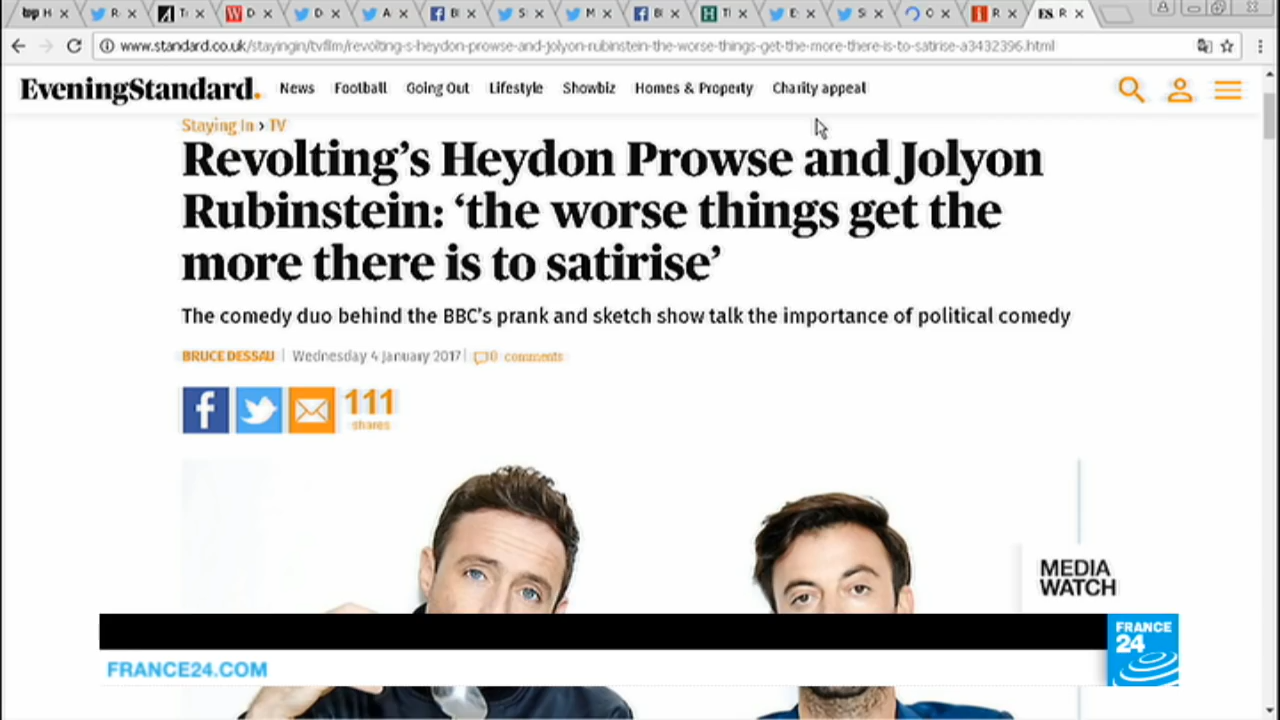 www.standard.co.uk/stayingin/tvfilm/revolting-s-heydon-prowse-and-jolyon-rubinstein-the-worse-things-get-the-more-there-is-to-satirise-a3432396.html
EveningStandard.
News Football Going Out Lifestyle Showbiz Homes & Property Charity appeal
Staying In › TV
Revolting’s Heydon Prowse and Jolyon
Rubinstein: ‘the worse things get the
more there is to satirise’
The comedy duo behind the BBC’s prank and sketch show talk the importance of political comedy
BRUCE DESSAU | Wednesday 4 January 2017 | 0 comments
111
shares
MEDIA
WATCH
FRANCE
24
FRANCE24.COM